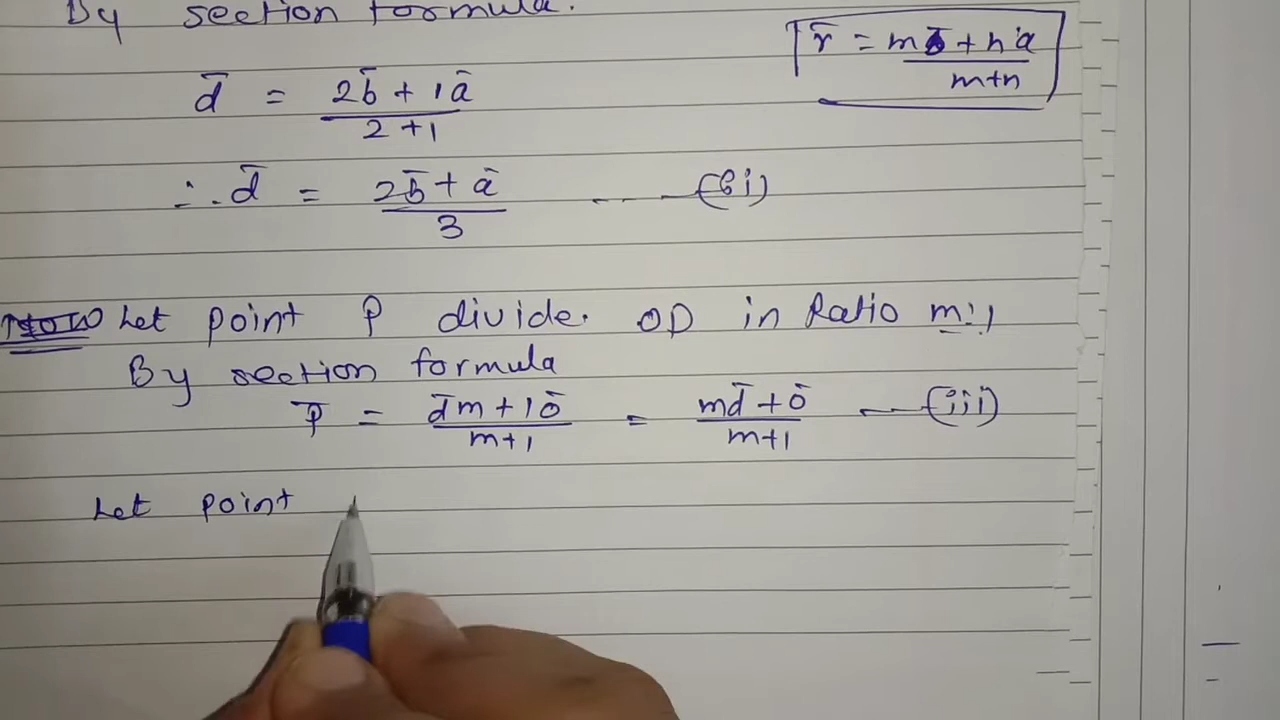 By section formula.
r̄ = mb̄ + nā / m+n
d̄ = 2b̄ + 1ā / 2+1
∴ d̄ = 2b̄ + ā / 3 ---(ii)
Let point P divide. OD in Ratio m:1
By section formula
P̄ = d̄m + 1ō / m+1 = md̄ + ō / m+1 ---(iii)
Let point